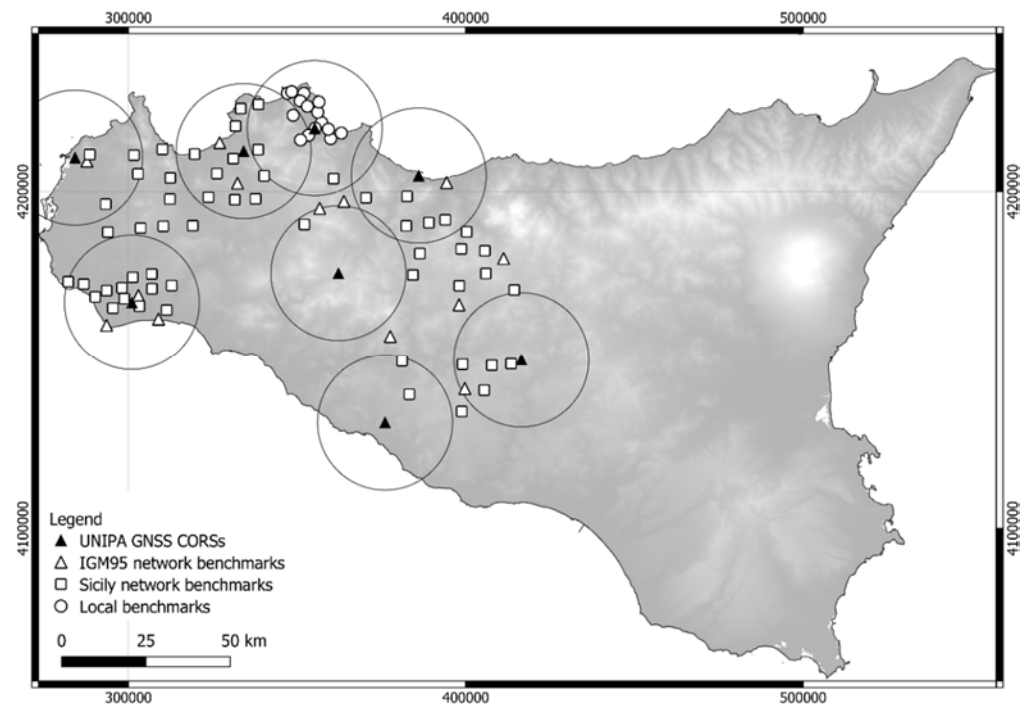 300000 400000 500000
4200000 4200000
4100000 4100000
Legend
UNIPA GNSS CORSs
IGM95 network benchmarks
Sicily network benchmarks
Local benchmarks
0 25 50 km
300000 400000 500000